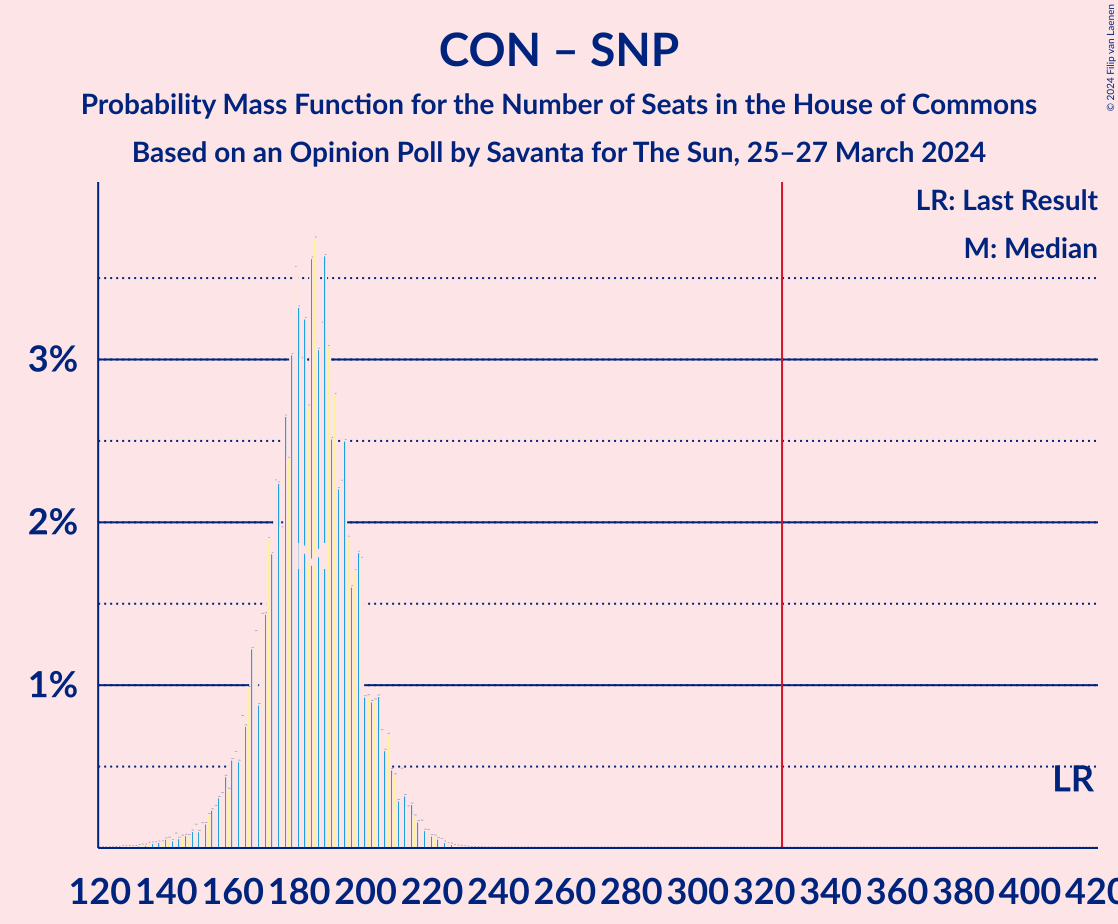 CON – SNP
Probability Mass Function for the Number of Seats in the House of Commons
Based on an Opinion Poll by Savanta for The Sun, 25–27 March 2024
© 2024 Filip van Laenen
LR: Last Result
M: Median
3%
2%
1%
LR
120 140 160 180 200 220 240 260 280 300 320 340 360 380 400 420